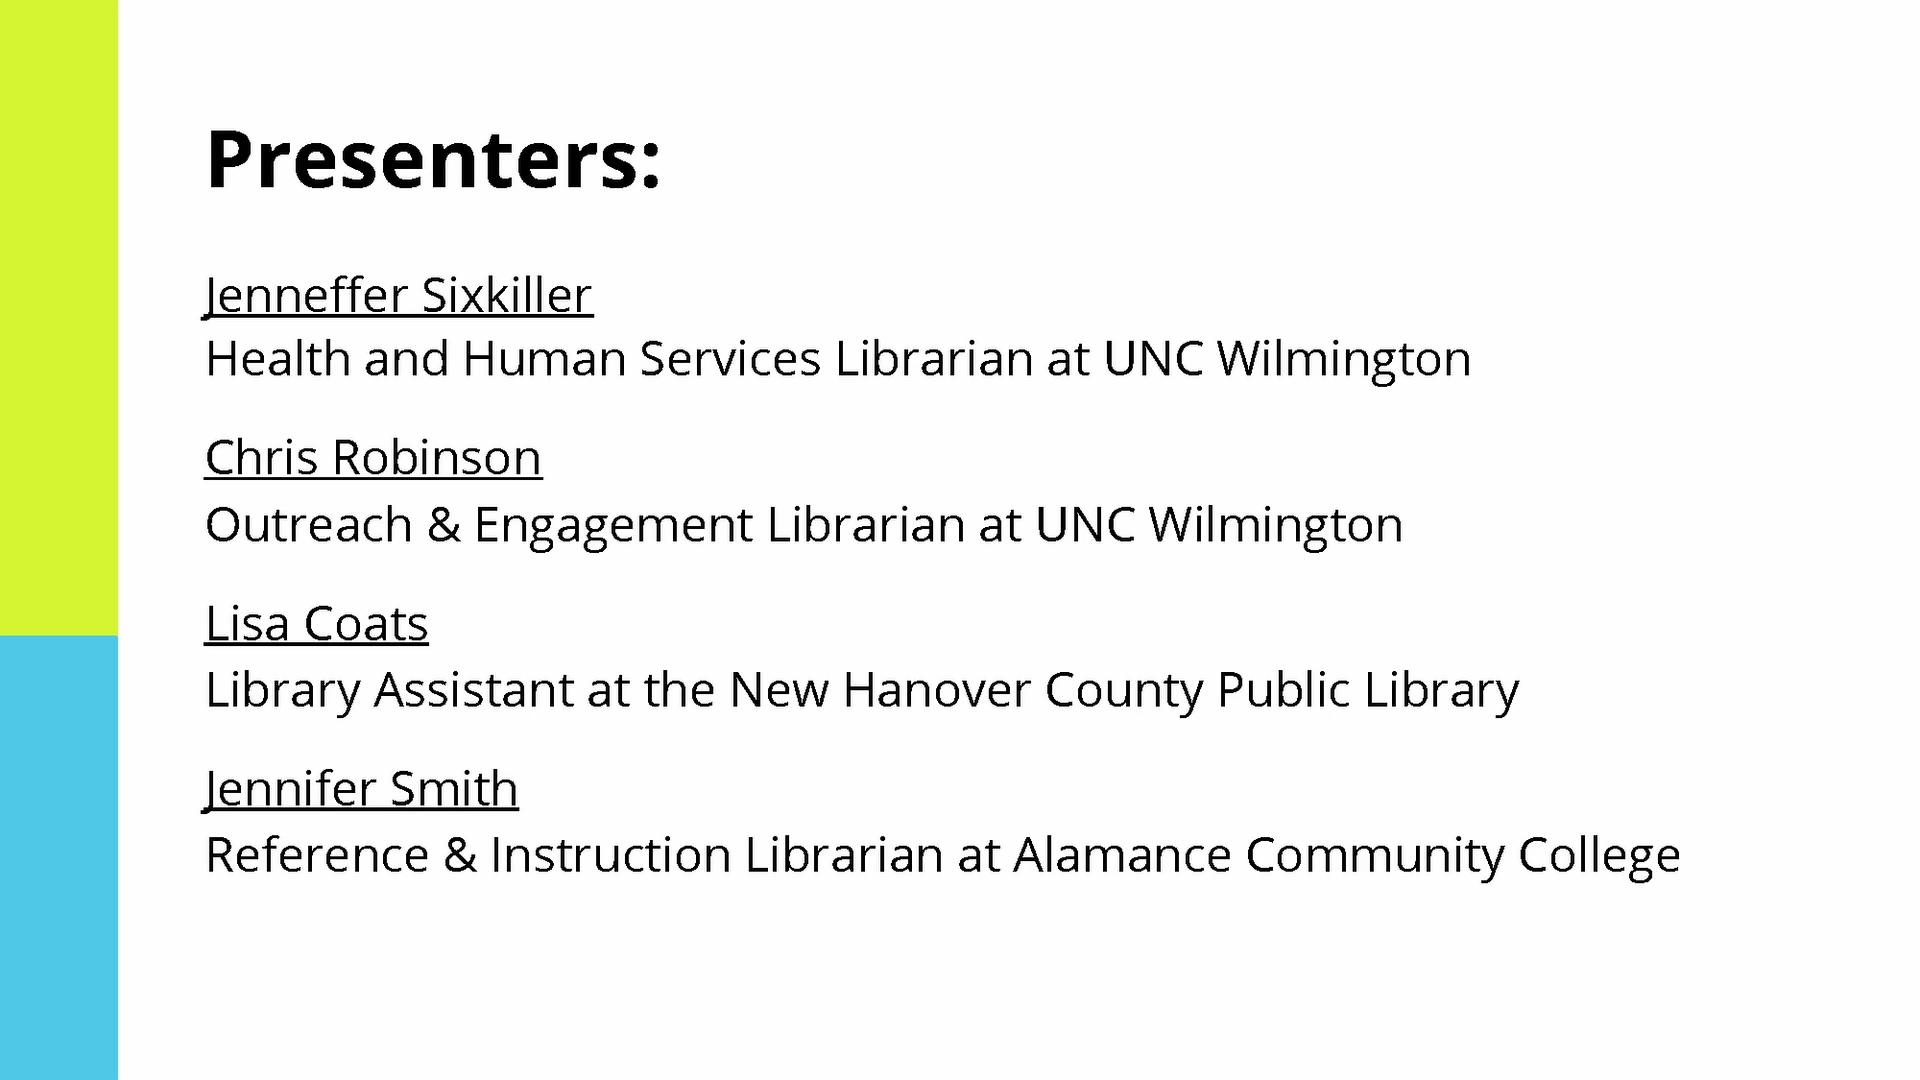 Presenters:
Jenneffer Sixkiller
Health and Human Services Librarian at UNC Wilmington
Chris Robinson
Outreach & Engagement Librarian at UNC Wilmington
Lisa Coats
Library Assistant at the New Hanover County Public Library
Jennifer Smith
Reference & Instruction Librarian at Alamance Community College